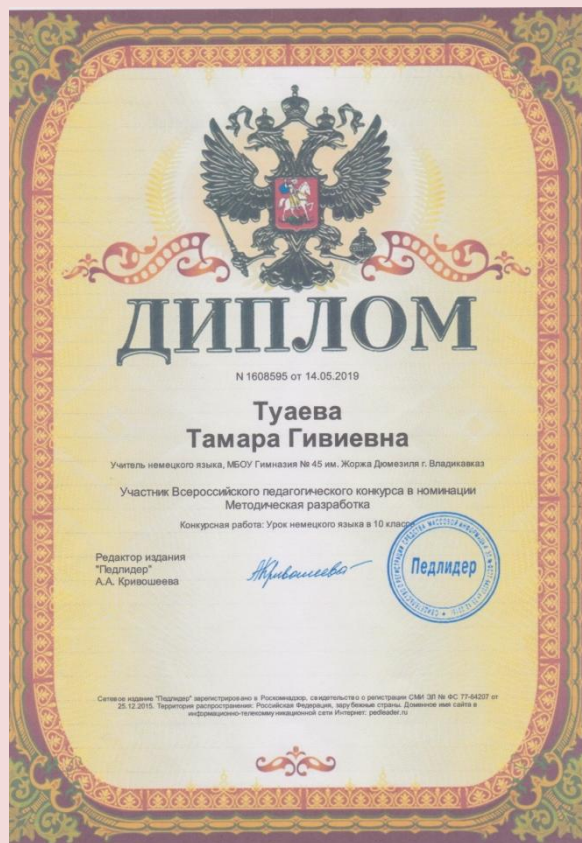 ДИПЛОМ
N 1608595 от 14.05.2019
Туаева
Тамара Гивиевна
Учитель немецкого языка, МБОУ Гимназия № 45 им. Жоржа Дюмезиля г. Владикавказ
Участник Всероссийского педагогического конкурса в номинации
Методическая разработка
Конкурсная работа: Урок немецкого языка в 10 классе
Редактор издания
"Педлидер"
А.А. Кривошеева
Педлидер
Сетевое издание "Педлидер" зарегистрировано в Роскомнадзор, свидетельство о регистрации СМИ ЭЛ № ФС 77-64207 от
25.12.2015. Территория распространения: Российская Федерация, зарубежные страны. Доменное имя сайта в
информационно-телекоммуникационной сети Интернет: pedleader.ru